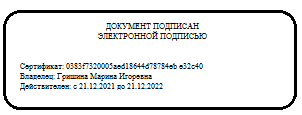 ДОКУМЕНТ ПОДПИСАН
ЭЛЕКТРОННОЙ ПОДПИСЬЮ
Сертификат: 0383f7320005aed18644d78784eb e32c40
Владелец: Гришина Марина Игоревна
Действителен: с 21.12.2021 до 21.12.2022